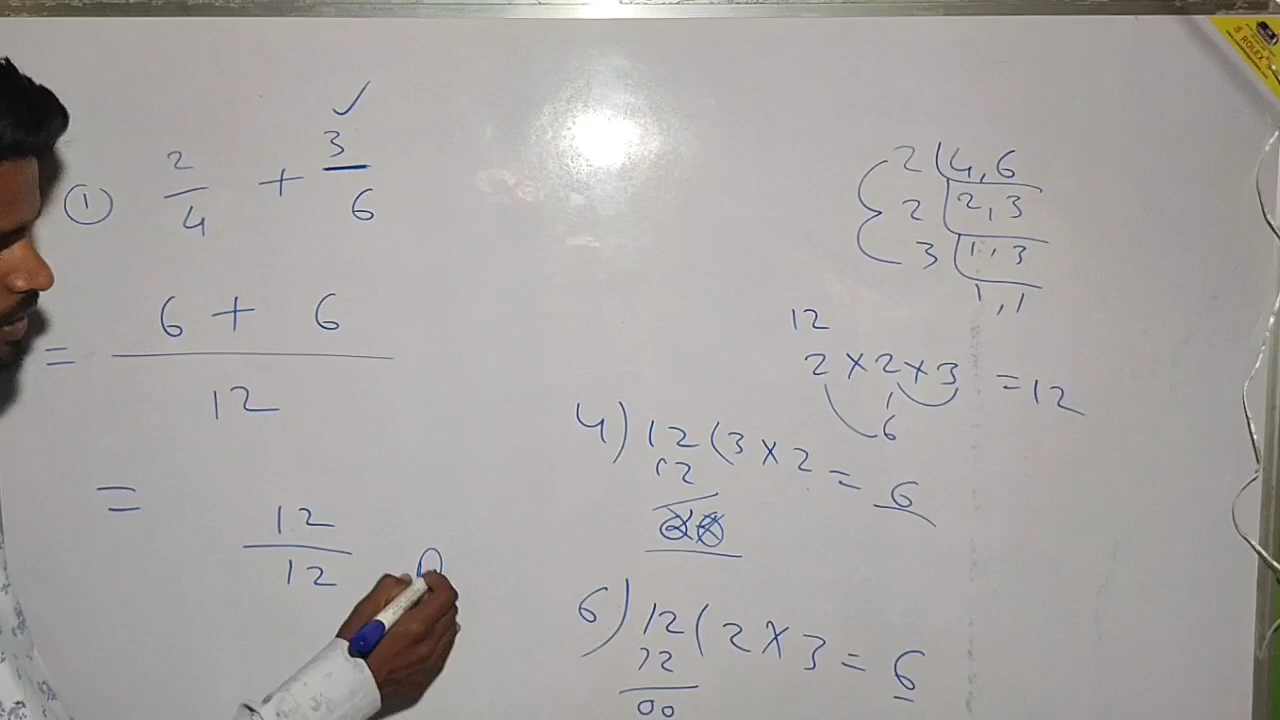 ① 2/4 + 3/6 ✓
= 6 + 6 / 12
= 12/12
2 ( 4, 6
2 | 2, 3
3 | 1, 3
1, 1
12
2 × 2 × 3 = 12
6
4 ) 12 ( 3 × 2 = 6
12
6 ) 12 ( 2 × 3 = 6
12
00
ROLEX